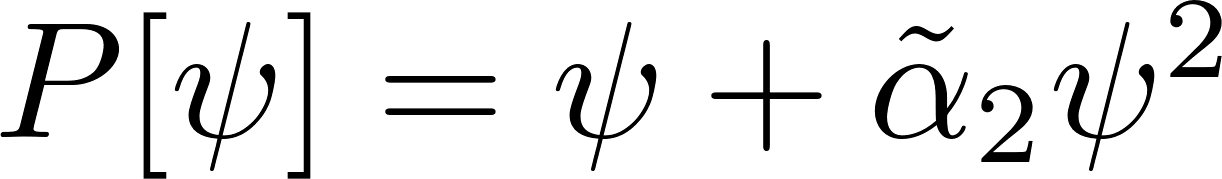 P[ψ] = ψ + α̃₂ψ²